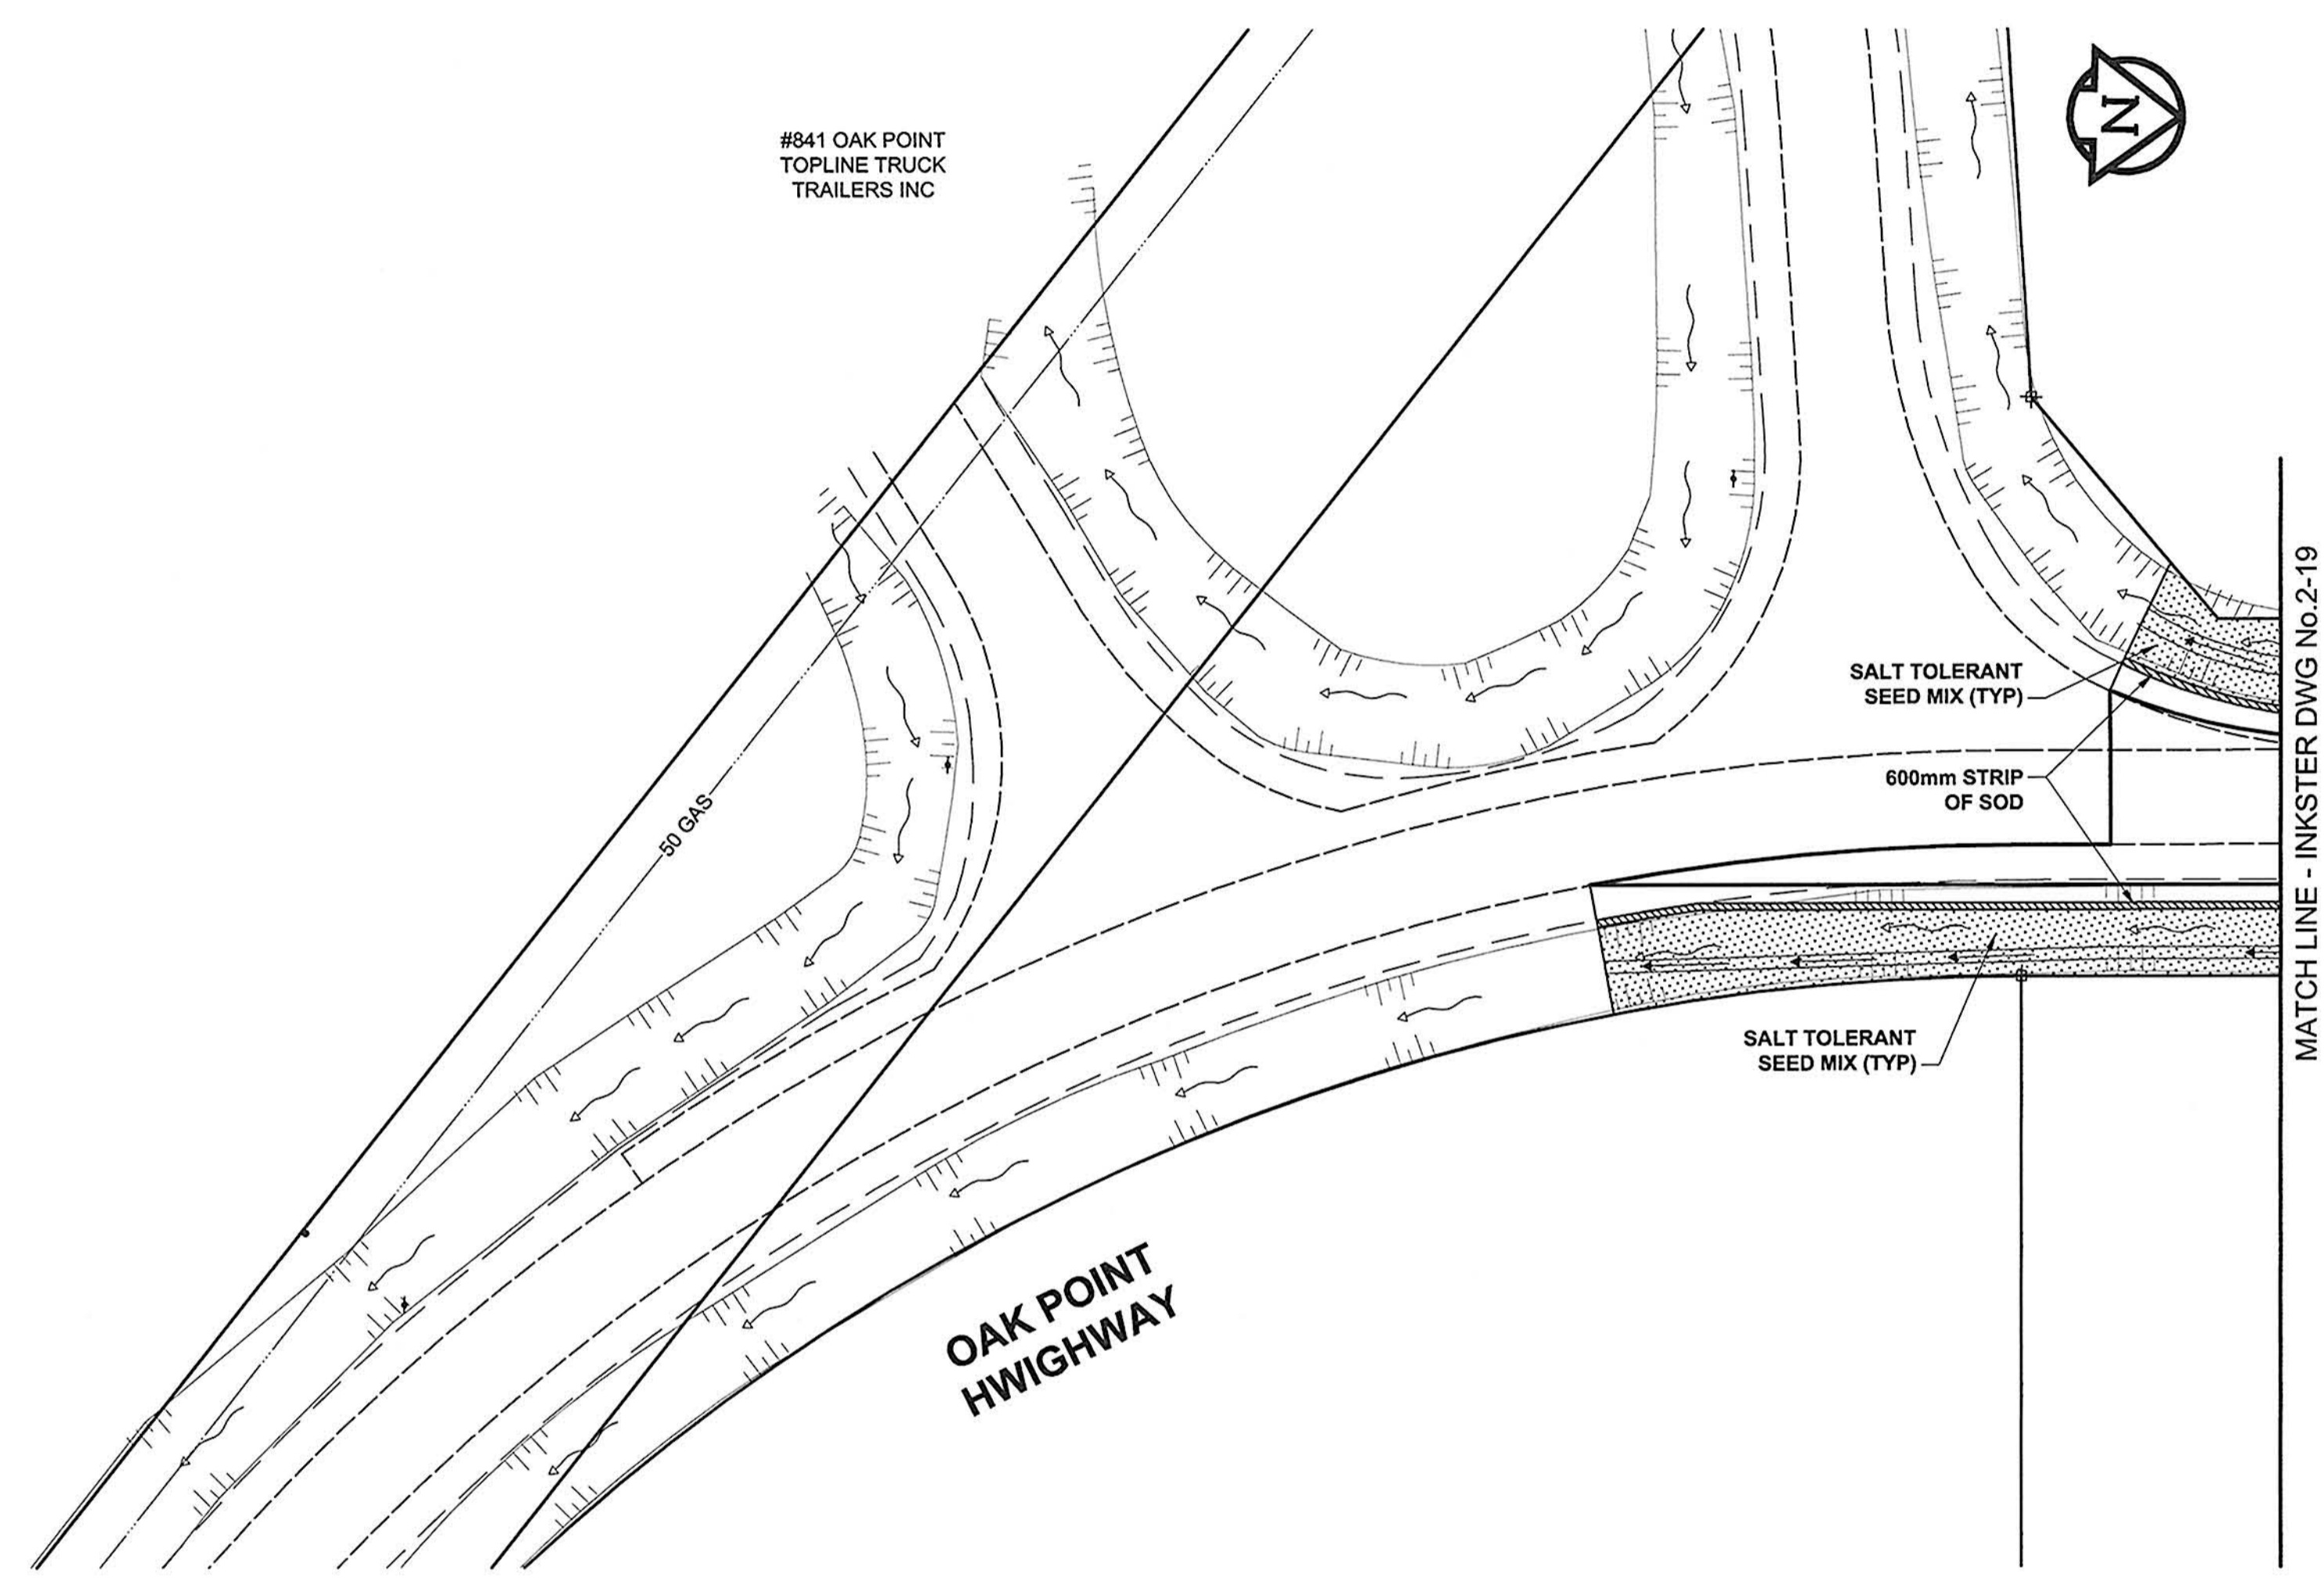 #841 OAK POINT
TOPLINE TRUCK
TRAILERS INC
N
SALT TOLERANT
SEED MIX (TYP)
600mm STRIP
OF SOD
50 GAS
SALT TOLERANT
SEED MIX (TYP)
OAK POINT
HWIGHWAY
MATCH LINE - INKSTER DWG No.2-19